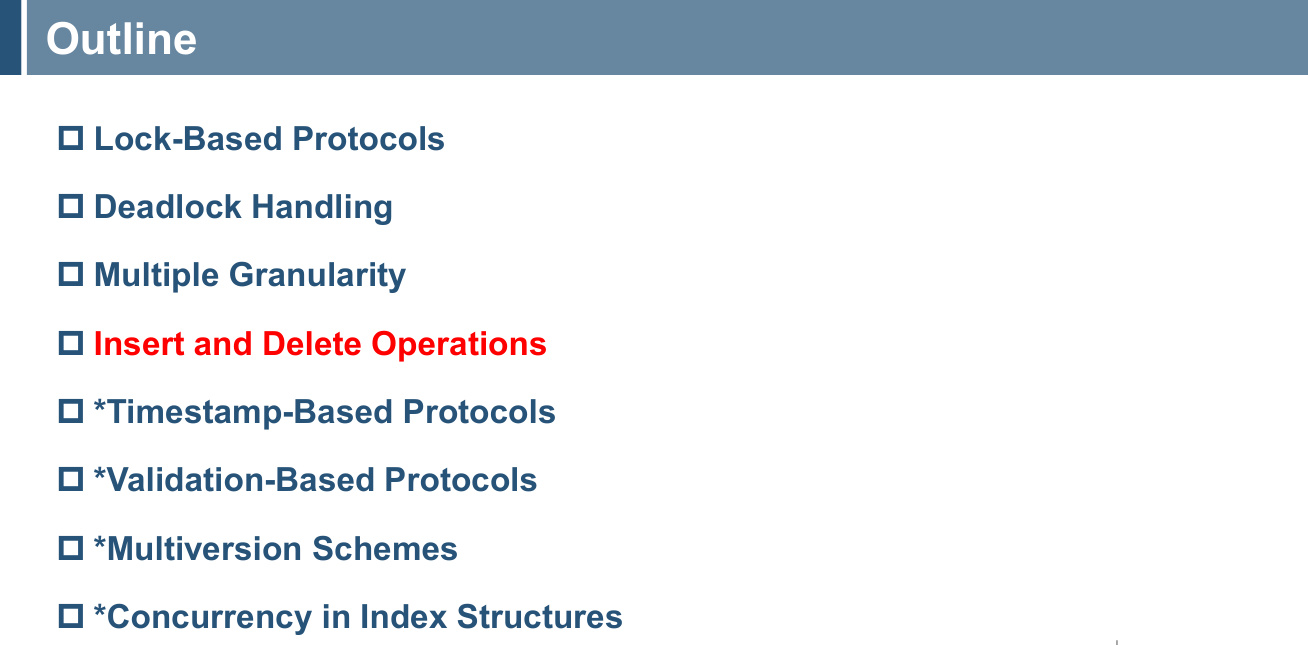 Outline
Lock-Based Protocols
Deadlock Handling
Multiple Granularity
Insert and Delete Operations
*Timestamp-Based Protocols
*Validation-Based Protocols
*Multiversion Schemes
*Concurrency in Index Structures